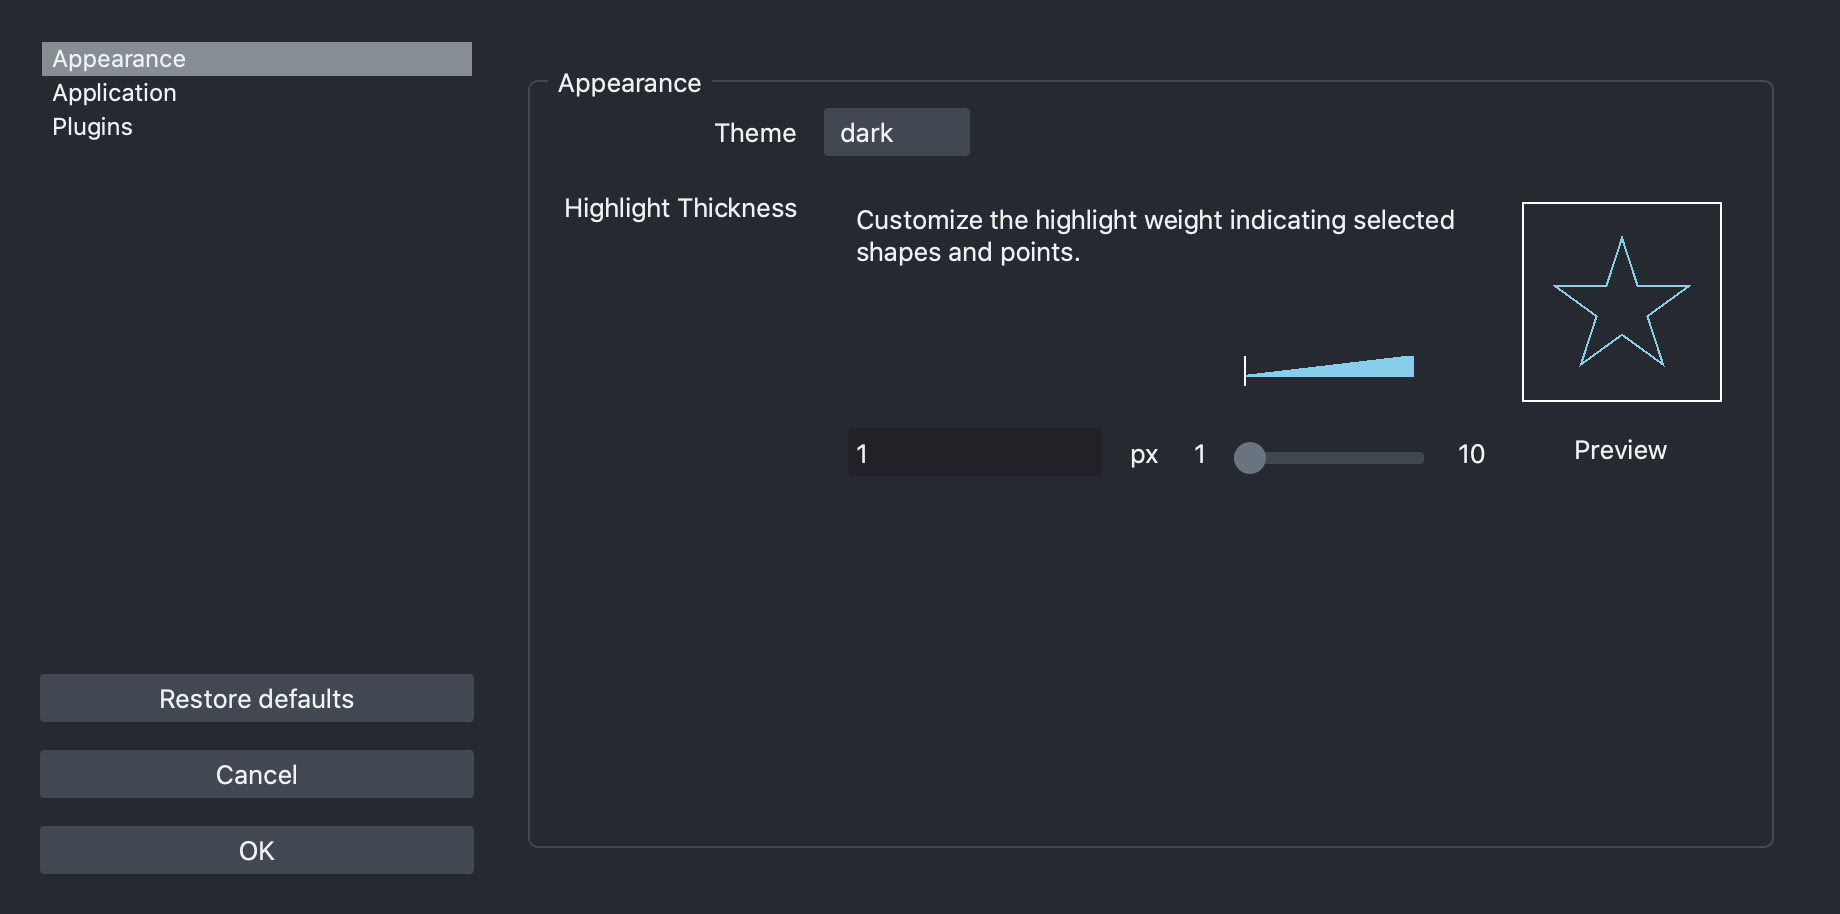 Appearance
Application
Plugins
Restore defaults
Cancel
OK
Appearance
Theme
dark
Highlight Thickness
Customize the highlight weight indicating selected
shapes and points.
1
px
1
10
Preview